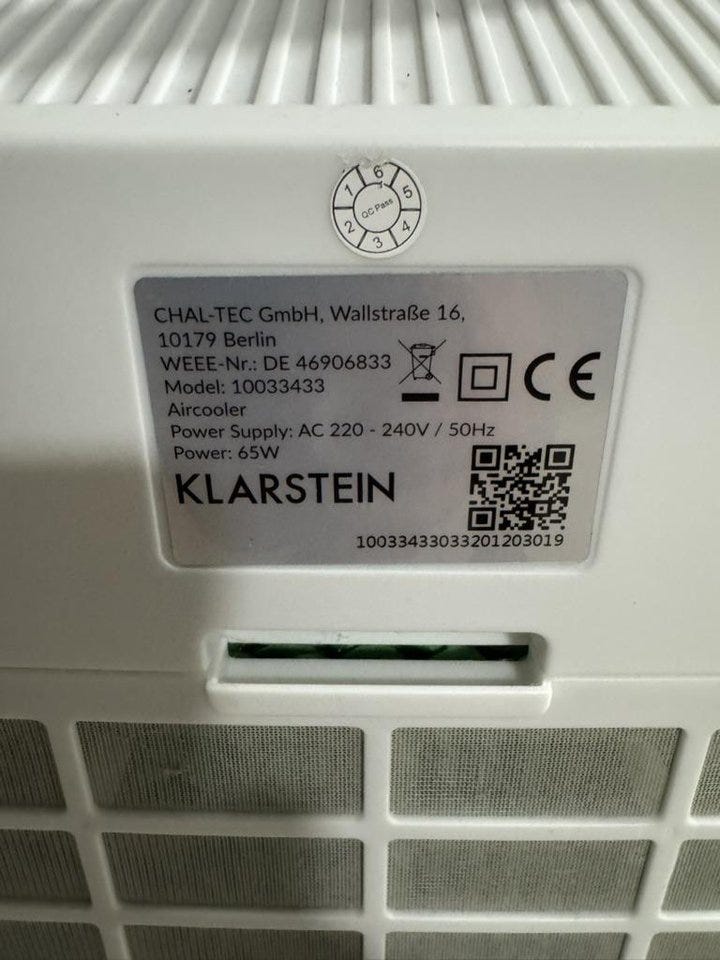 1
6
5
2
3
4
QC Pass
CHAL-TEC GmbH, Wallstraße 16,
10179 Berlin
WEEE-Nr.: DE 46906833
Model: 10033433
Aircooler
Power Supply: AC 220 - 240V / 50Hz
Power: 65W
CE
KLARSTEIN
10033433033201203019